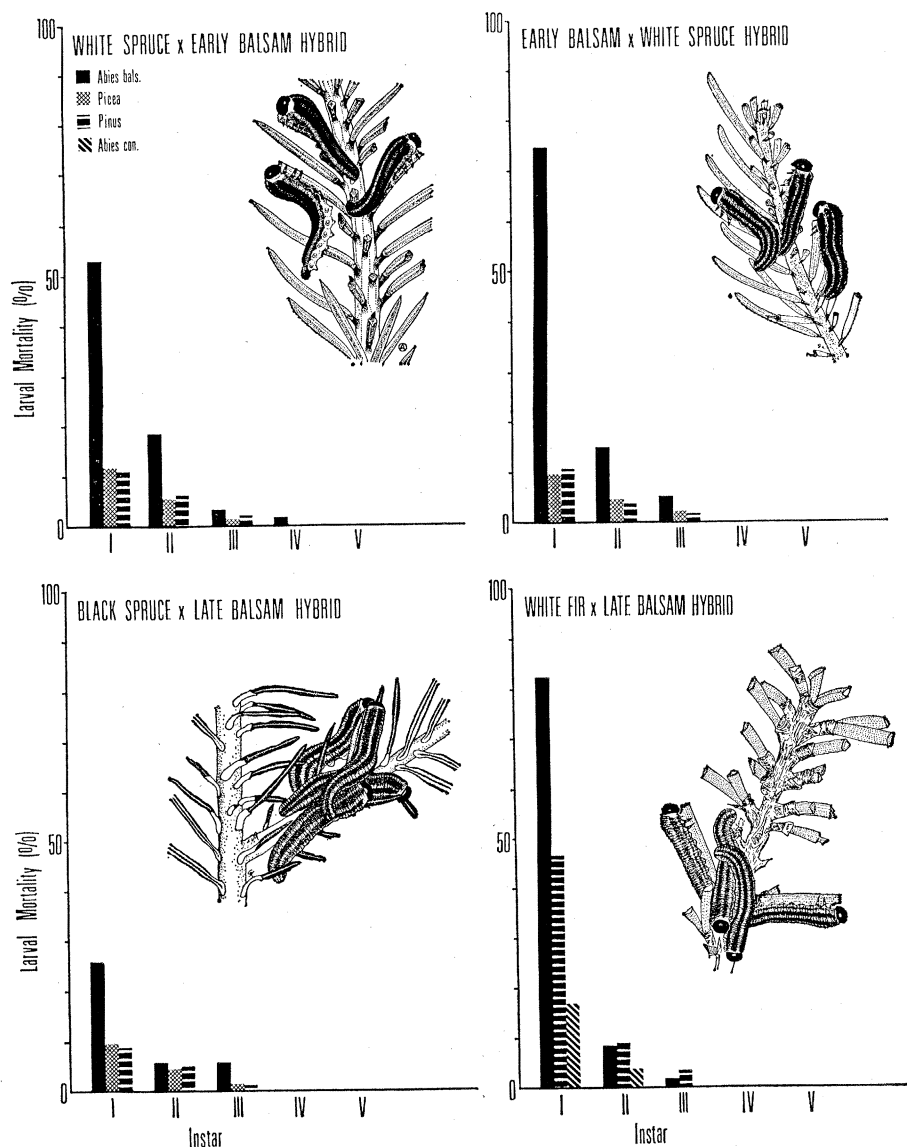 100
WHITE SPRUCE x EARLY BALSAM HYBRID
Abies bals.
Picea
Pinus
Abies con.
50
Larval Mortality (%)
0
I II III IV V
100
EARLY BALSAM x WHITE SPRUCE HYBRID
50
0
I II III IV V
100
BLACK SPRUCE x LATE BALSAM HYBRID
50
Larval Mortality (%)
0
I II III IV V
Instar
100
WHITE FIR x LATE BALSAM HYBRID
50
0
I II III IV V
Instar